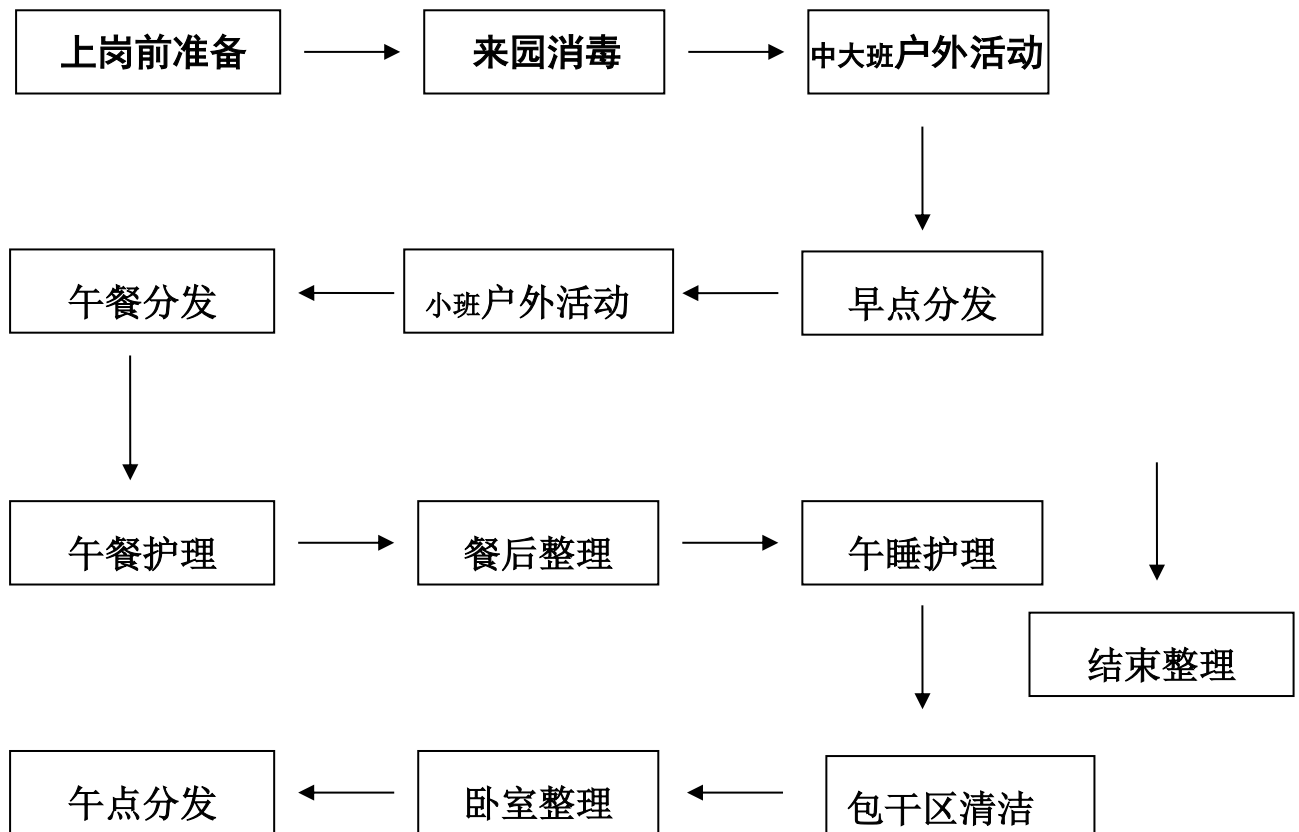 上岗前准备
来园消毒
中大班户外活动
早点分发
小班户外活动
午餐分发
午餐护理
餐后整理
午睡护理
结束整理
包干区清洁
卧室整理
午点分发